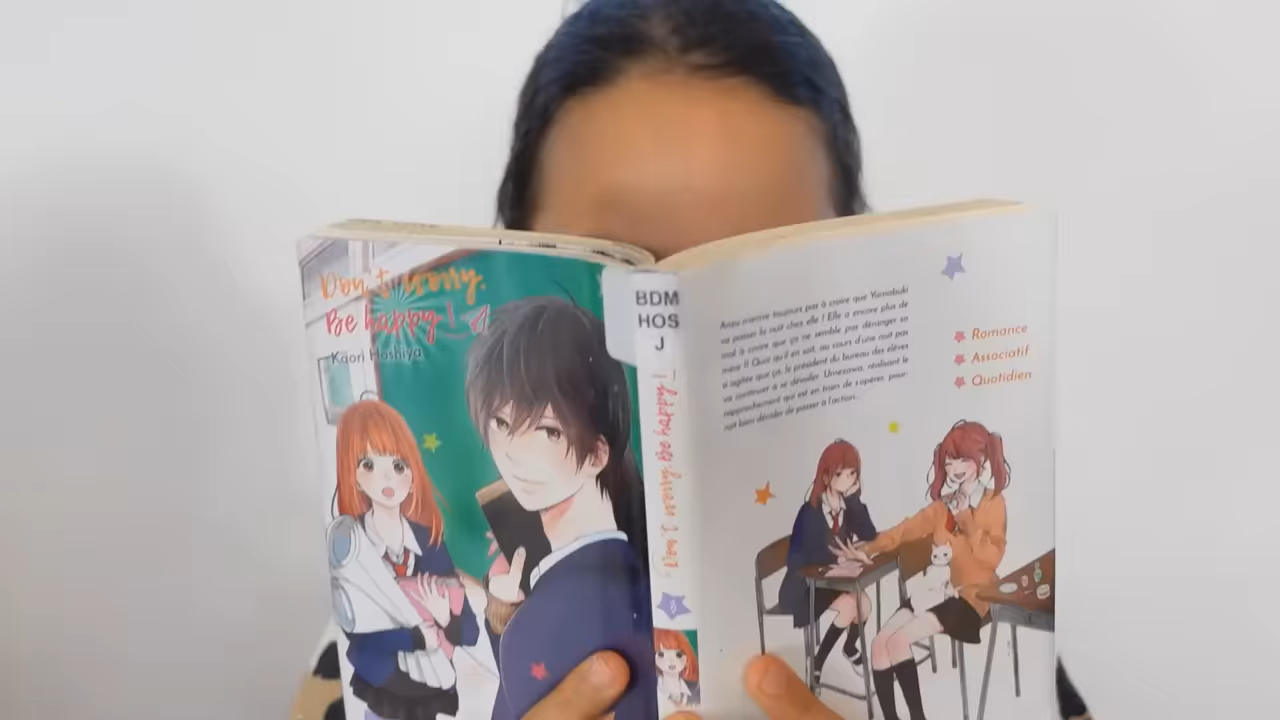 Don't worry.
Be happy!
Kaori Hoshiya
BDM
HOS
J
Don't worry, Be happy!
Anzu n'arrive toujours pas à croire que Yamabuki
va passer la nuit chez elle ! Elle a encore plus de
mal à croire que ça ne semble pas déranger sa
mère !! Quoi qu'il en soit, au cours d'une nuit pas
si agitée que ça, le président du bureau des élèves
va continuer à se dévoiler. Umezawa, réalisant le
rapprochement qui est en train de s'opérer, pour-
rait bien décider de passer à l'action...
Romance
Associatif
Quotidien